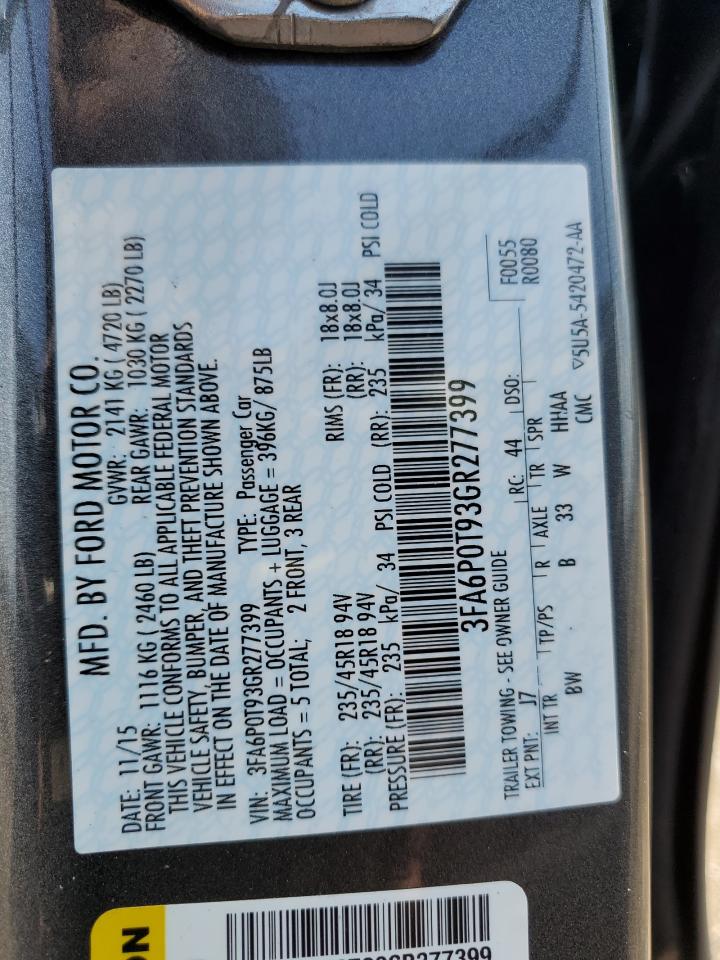 MFD. BY FORD MOTOR CO.
DATE: 11/15 GVWR: 2141 KG ( 4720 LB)
FRONT GAWR: 1116 KG ( 2460 LB) REAR GAWR: 1030 KG ( 2270 LB)
THIS VEHICLE CONFORMS TO ALL APPLICABLE FEDERAL MOTOR
VEHICLE SAFETY, BUMPER, AND THEFT PREVENTION STANDARDS
IN EFFECT ON THE DATE OF MANUFACTURE SHOWN ABOVE.
VIN: 3FA6P0T93GR277399 TYPE: Passenger Car
MAXIMUM LOAD = OCCUPANTS + LUGGAGE = 396KG/ 875LB
OCCUPANTS = 5 TOTAL; 2 FRONT, 3 REAR
TIRE (FR): 235/45R18 94V RIMS (FR): 18x8.0J
(RR): 235/45R18 94V (RR): 18x8.0J
PRESSURE (FR): 235 kPa/ 34 PSI COLD (RR): 235 kPa/ 34 PSI COLD
3FA6P0T93GR277399
TRAILER TOWING - SEE OWNER GUIDE F0055
EXT PNT: J7 RC: 44 DSO: R0080
INT TR TP/PS R AXLE TR SPR
BW B 33 W HHAA
CMC ▽5U5A-5420472-AA
ON
GR277399